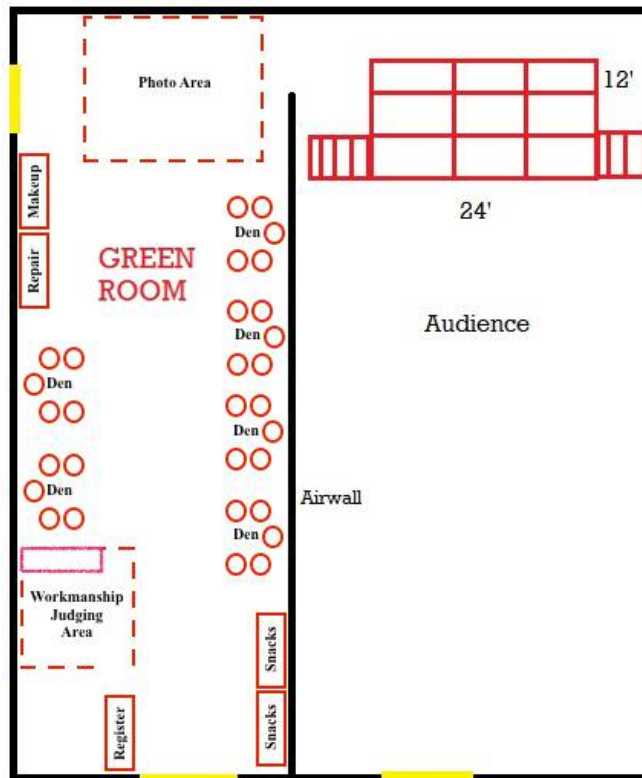 Photo Area
12'
Makeup
24'
Den
Repair
GREEN
ROOM
Den
Audience
Den
Den
Den
Airwall
Den
Workmanship
Judging
Area
Snacks
Register
Snacks